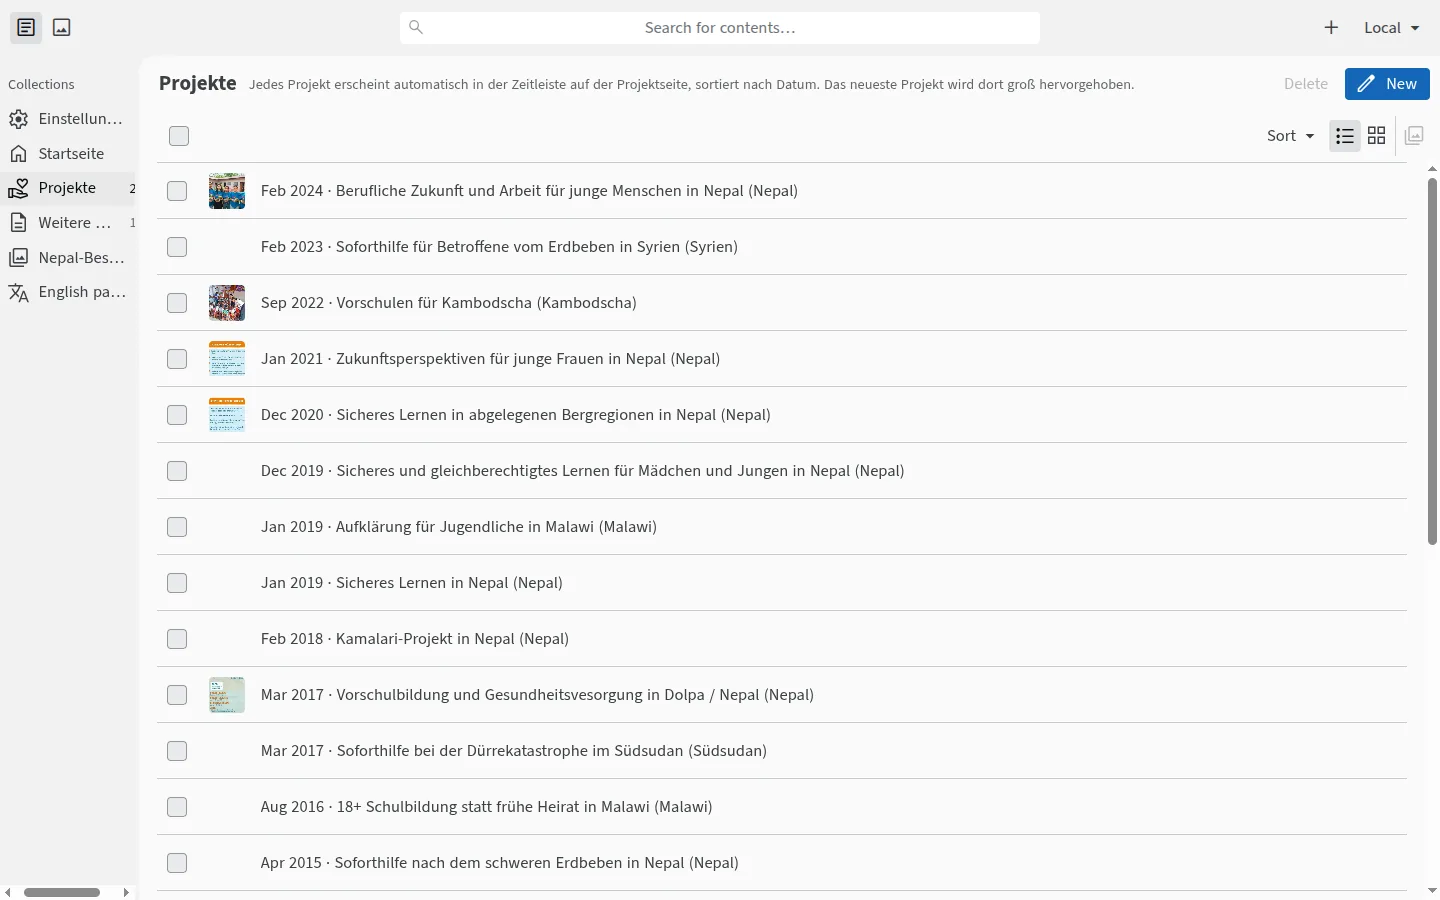 Search for contents…
Local
Collections
Einstellun…
Startseite
Projekte 2
Weitere … 1
Nepal-Bes…
English pa…
Projekte Jedes Projekt erscheint automatisch in der Zeitleiste auf der Projektseite, sortiert nach Datum. Das neueste Projekt wird dort groß hervorgehoben.
Delete New
Sort
Feb 2024 · Berufliche Zukunft und Arbeit für junge Menschen in Nepal (Nepal)
Feb 2023 · Soforthilfe für Betroffene vom Erdbeben in Syrien (Syrien)
Sep 2022 · Vorschulen für Kambodscha (Kambodscha)
Jan 2021 · Zukunftsperspektiven für junge Frauen in Nepal (Nepal)
Dec 2020 · Sicheres Lernen in abgelegenen Bergregionen in Nepal (Nepal)
Dec 2019 · Sicheres und gleichberechtigtes Lernen für Mädchen und Jungen in Nepal (Nepal)
Jan 2019 · Aufklärung für Jugendliche in Malawi (Malawi)
Jan 2019 · Sicheres Lernen in Nepal (Nepal)
Feb 2018 · Kamalari-Projekt in Nepal (Nepal)
Mar 2017 · Vorschulbildung und Gesundheitsvesorgung in Dolpa / Nepal (Nepal)
Mar 2017 · Soforthilfe bei der Dürrekatastrophe im Südsudan (Südsudan)
Aug 2016 · 18+ Schulbildung statt frühe Heirat in Malawi (Malawi)
Apr 2015 · Soforthilfe nach dem schweren Erdbeben in Nepal (Nepal)